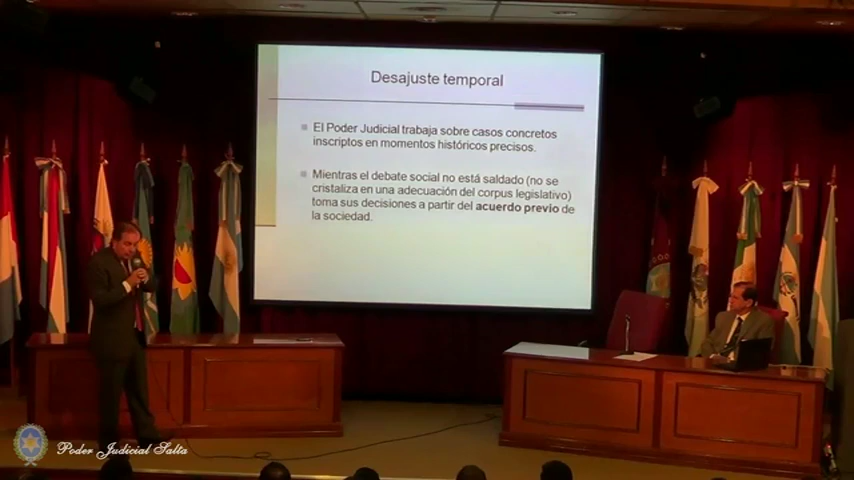 Desajuste temporal
El Poder Judicial trabaja sobre casos concretos
inscriptos en momentos históricos precisos.
Mientras el debate social no está saldado (no se
cristaliza en una adecuación del corpus legislativo)
toma sus decisiones a partir del acuerdo previo de
la sociedad.
Poder Judicial Salta